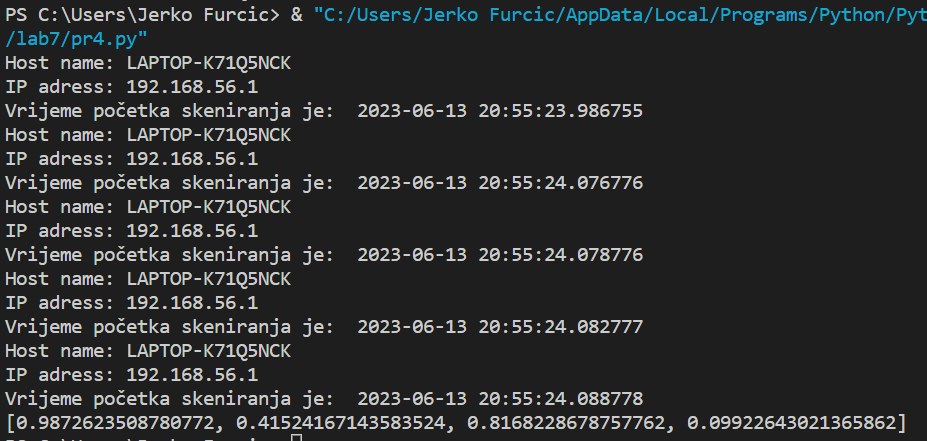 PS C:\Users\Jerko Furcic> & "C:/Users/Jerko Furcic/AppData/Local/Programs/Python/Pyt
/lab7/pr4.py"
Host name: LAPTOP-K71Q5NCK
IP adress: 192.168.56.1
Vrijeme početka skeniranja je:  2023-06-13 20:55:23.986755
Host name: LAPTOP-K71Q5NCK
IP adress: 192.168.56.1
Vrijeme početka skeniranja je:  2023-06-13 20:55:24.076776
Host name: LAPTOP-K71Q5NCK
IP adress: 192.168.56.1
Vrijeme početka skeniranja je:  2023-06-13 20:55:24.078776
Host name: LAPTOP-K71Q5NCK
IP adress: 192.168.56.1
Vrijeme početka skeniranja je:  2023-06-13 20:55:24.082777
Host name: LAPTOP-K71Q5NCK
IP adress: 192.168.56.1
Vrijeme početka skeniranja je:  2023-06-13 20:55:24.088778
[0.9872623508780772, 0.41524167143583524, 0.8168228678757762, 0.09922643021365862]
PS C:\Users\Jerko Furcic>